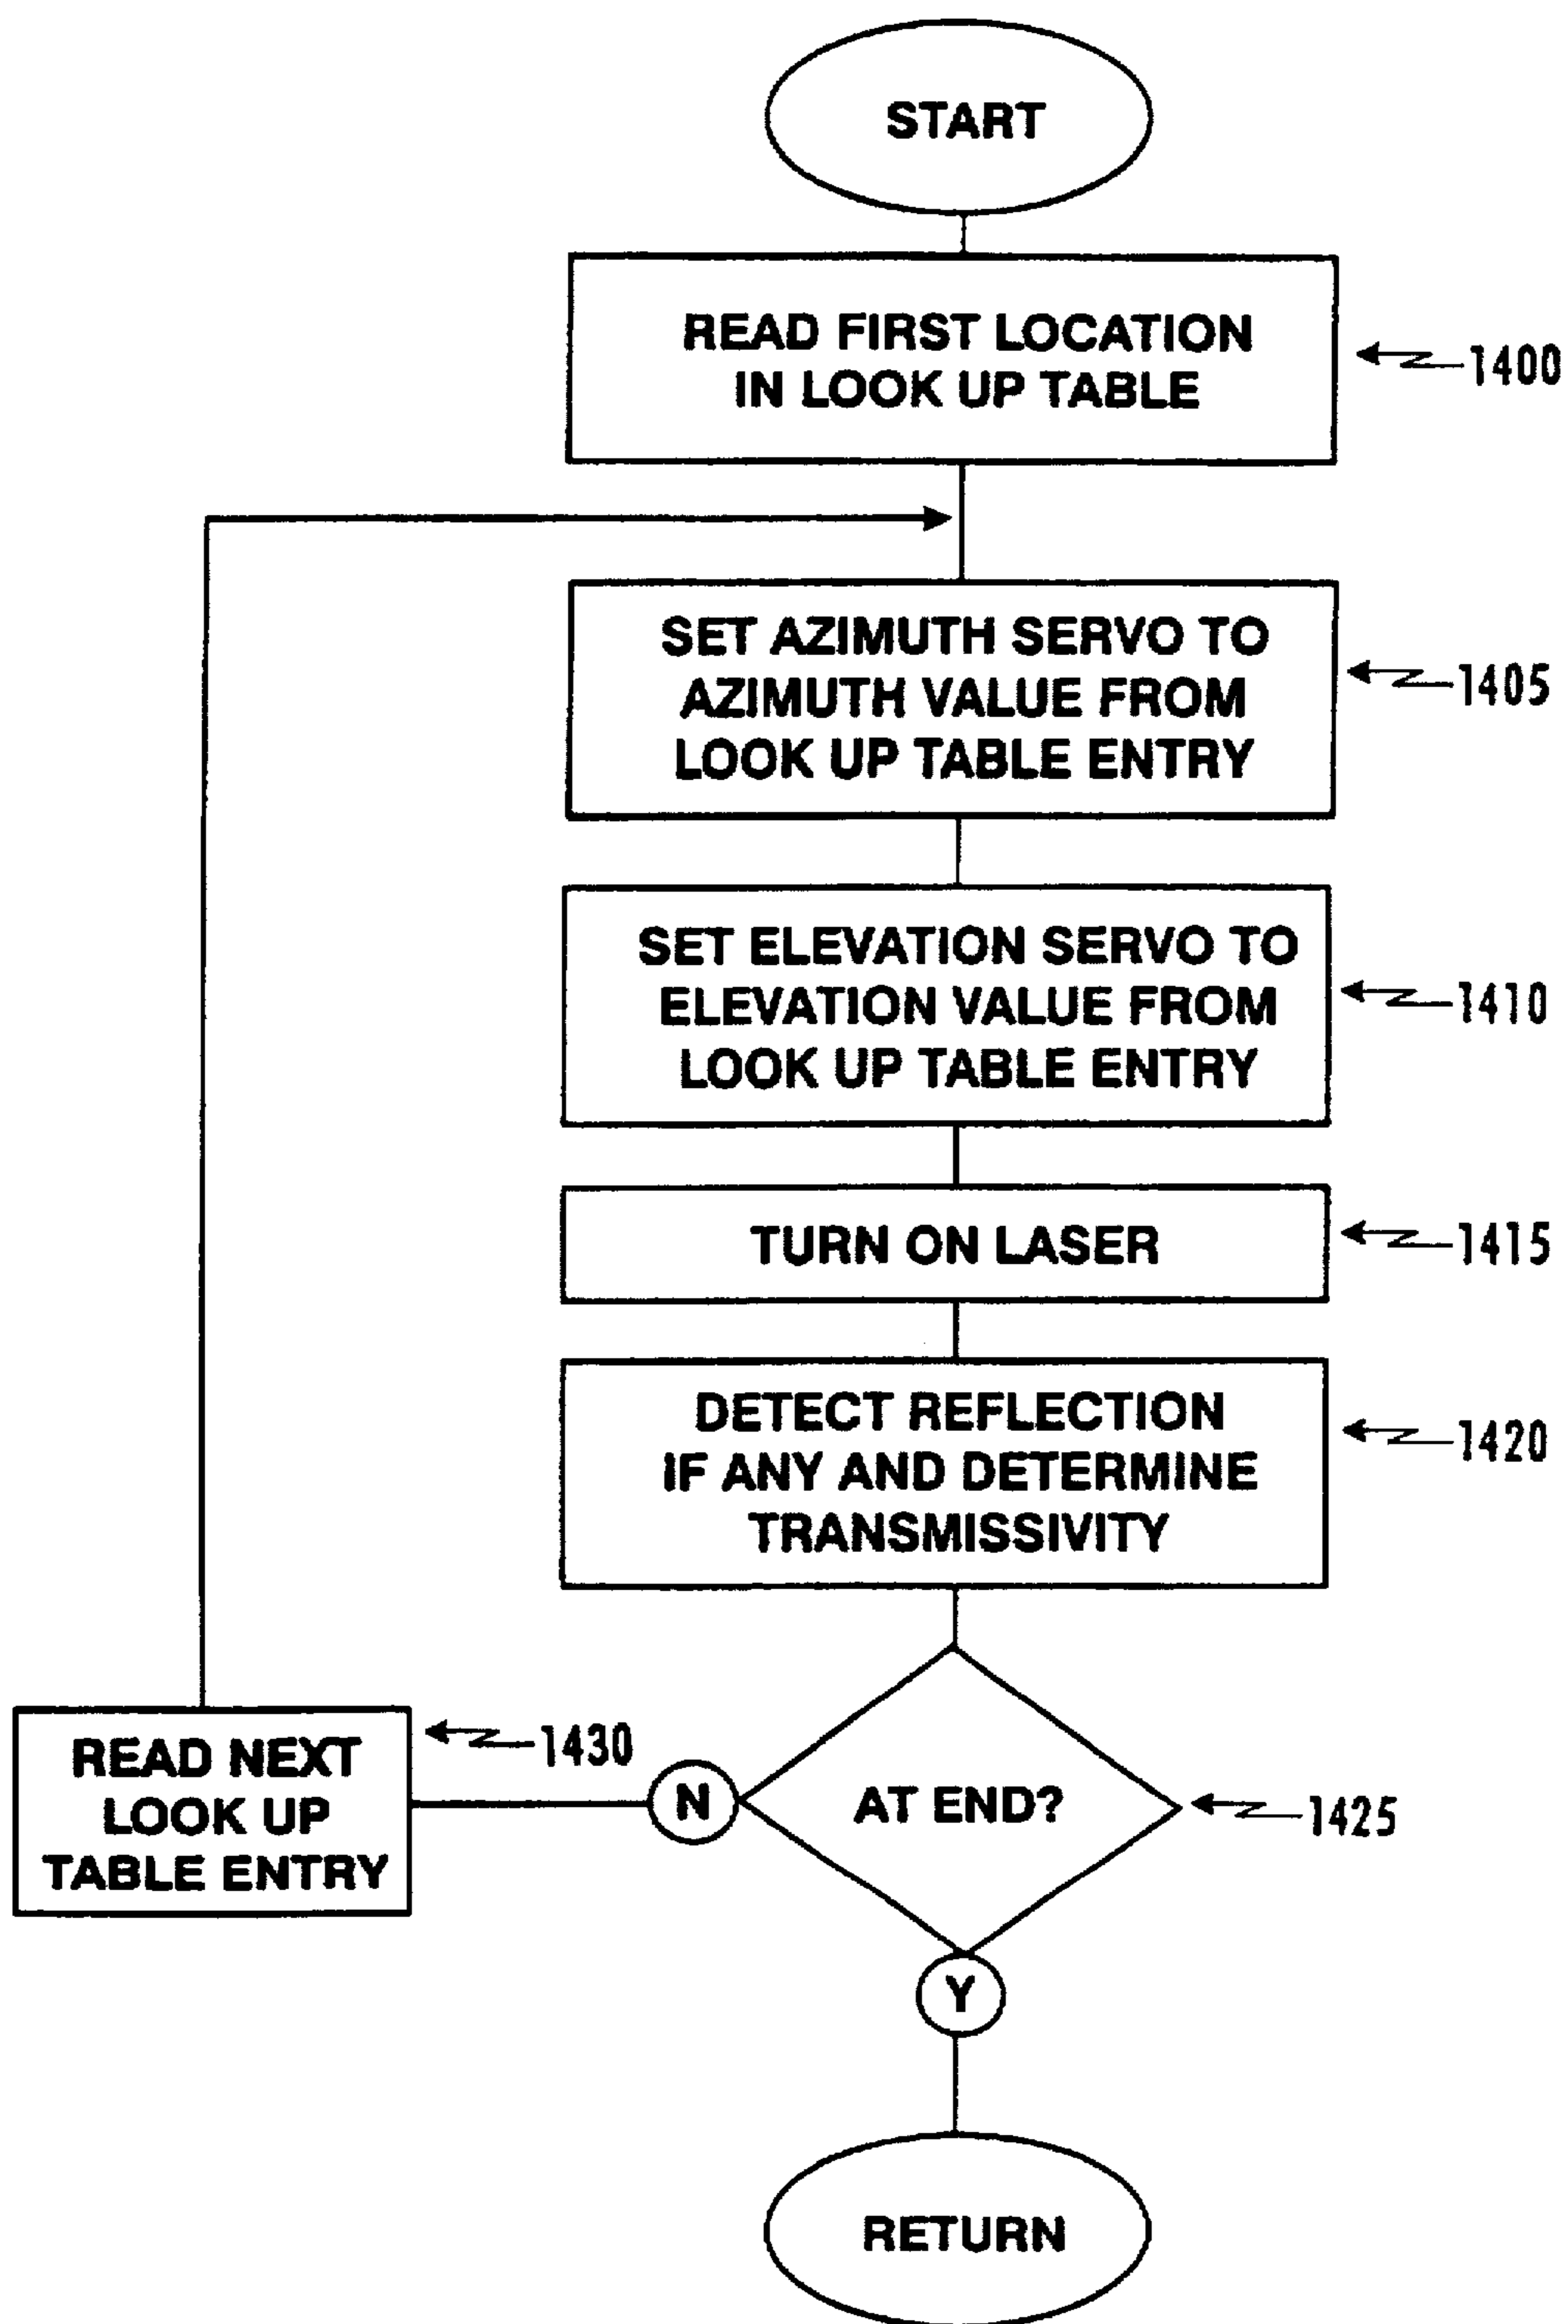 START
READ FIRST LOCATION
IN LOOK UP TABLE
1400
SET AZIMUTH SERVO TO
AZIMUTH VALUE FROM
LOOK UP TABLE ENTRY
1405
SET ELEVATION SERVO TO
ELEVATION VALUE FROM
LOOK UP TABLE ENTRY
1410
TURN ON LASER
1415
DETECT REFLECTION
IF ANY AND DETERMINE
TRANSMISSIVITY
1420
AT END?
1425
N
1430
READ NEXT
LOOK UP
TABLE ENTRY
Y
RETURN